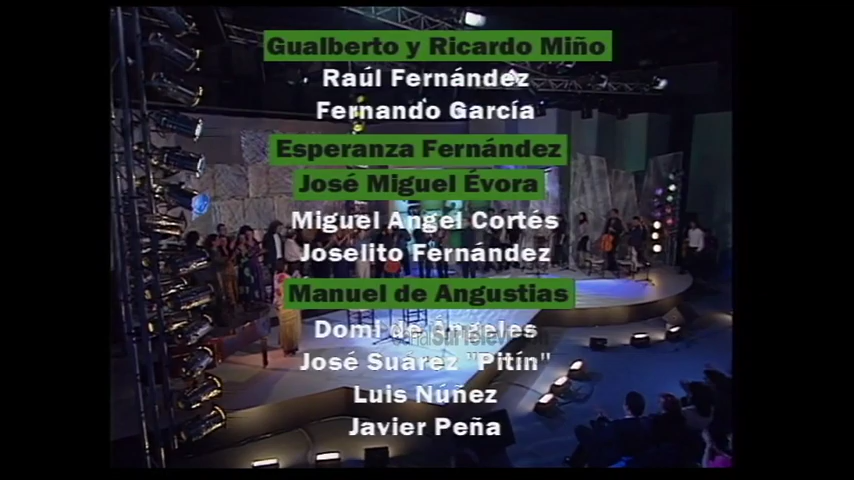 Gualberto y Ricardo Miño
Raúl Fernández
Fernando García
Esperanza Fernández
José Miguel Évora
Miguel Angel Cortés
Joselito Fernández
Manuel de Angustias
Domi de Angeles
José Suárez "Pitín"
Luis Núñez
Javier Peña